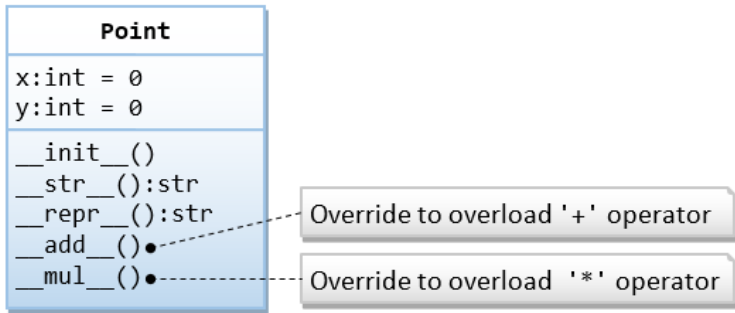 Point
x:int = 0
y:int = 0
__init__()
__str__():str
__repr__():str
__add__()
__mul__()
Override to overload '+' operator
Override to overload '*' operator